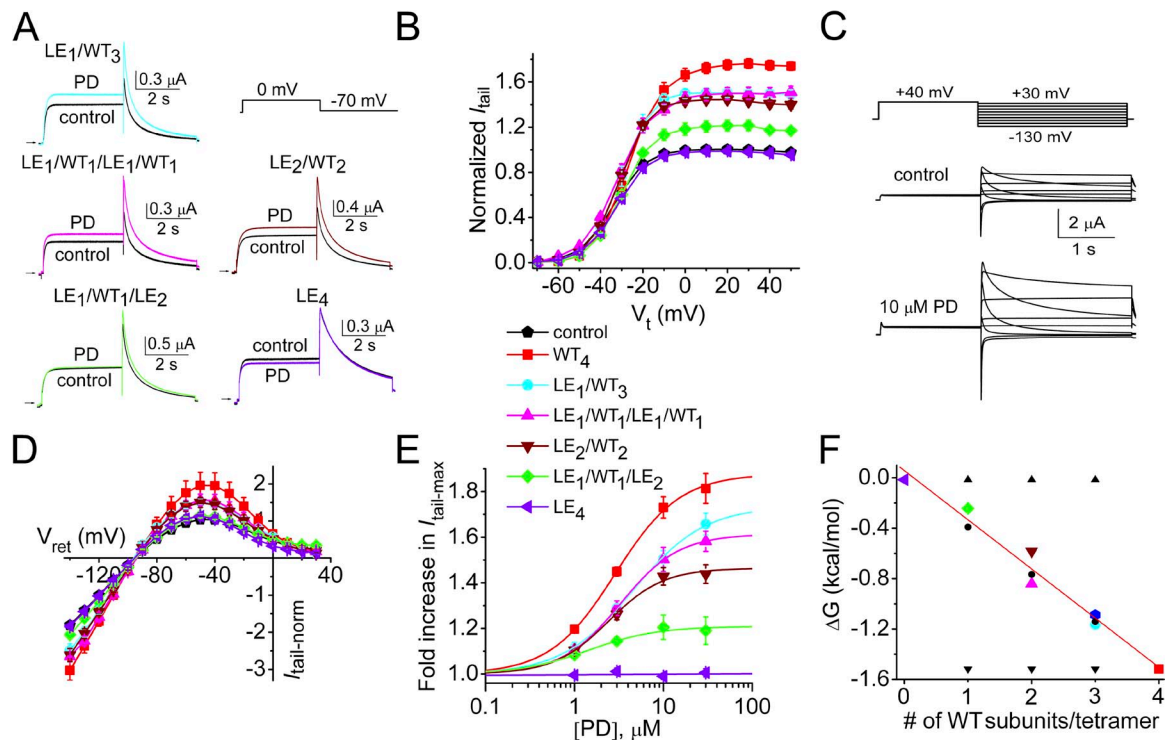 A
LE1/WT3
PD
control
0.3 µA
2 s
0 mV
-70 mV
LE1/WT1/LE1/WT1
PD
control
0.3 µA
2 s
LE2/WT2
PD
control
0.4 µA
2 s
LE1/WT1/LE2
PD
control
0.5 µA
2 s
LE4
control
PD
0.3 µA
2 s
B
Normalized Itail
1.6
1.2
0.8
0.4
0.0
-60 -40 -20 0 20 40
Vt (mV)
control
WT4
LE1/WT3
LE1/WT1/LE1/WT1
LE2/WT2
LE1/WT1/LE2
LE4
C
+40 mV
+30 mV
-130 mV
control
2 µA
1 s
10 µM PD
D
Vret (mV)
-120 -80 -40 40
2
1
-1
-2
-3
Itail-norm
E
Fold increase in Itail-max
1.8
1.6
1.4
1.2
1.0
0.1 1 10 100
[PD], µM
F
ΔG (kcal/mol)
0.0
-0.4
-0.8
-1.2
-1.6
0 1 2 3 4
# of WT subunits/tetramer